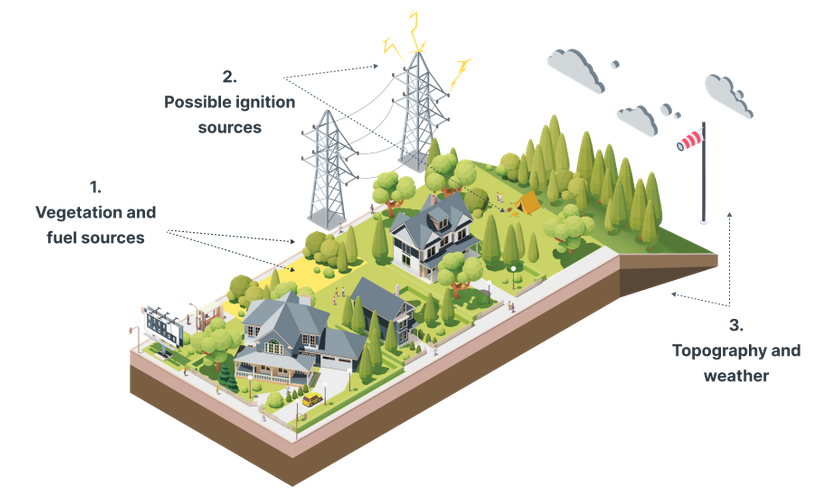 2.
Possible ignition
sources
1.
Vegetation and
fuel sources
3.
Topography and
weather